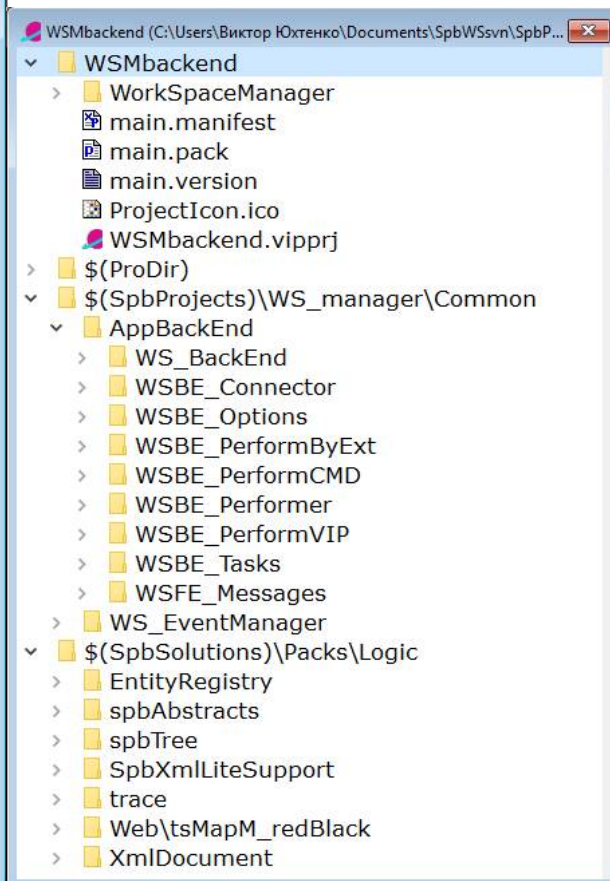 WSMbackend (C:\Users\Виктор Юхтенко\Documents\SpbWSsvn\SpbP...
WSMbackend
WorkSpaceManager
main.manifest
main.pack
main.version
ProjectIcon.ico
WSMbackend.vipprj
$(ProDir)
$(SpbProjects)\WS_manager\Common
AppBackEnd
WS_BackEnd
WSBE_Connector
WSBE_Options
WSBE_PerformByExt
WSBE_PerformCMD
WSBE_Performer
WSBE_PerformVIP
WSBE_Tasks
WSFE_Messages
WS_EventManager
$(SpbSolutions)\Packs\Logic
EntityRegistry
spbAbstracts
spbTree
SpbXmlLiteSupport
trace
Web\tsMapM_redBlack
XmlDocument